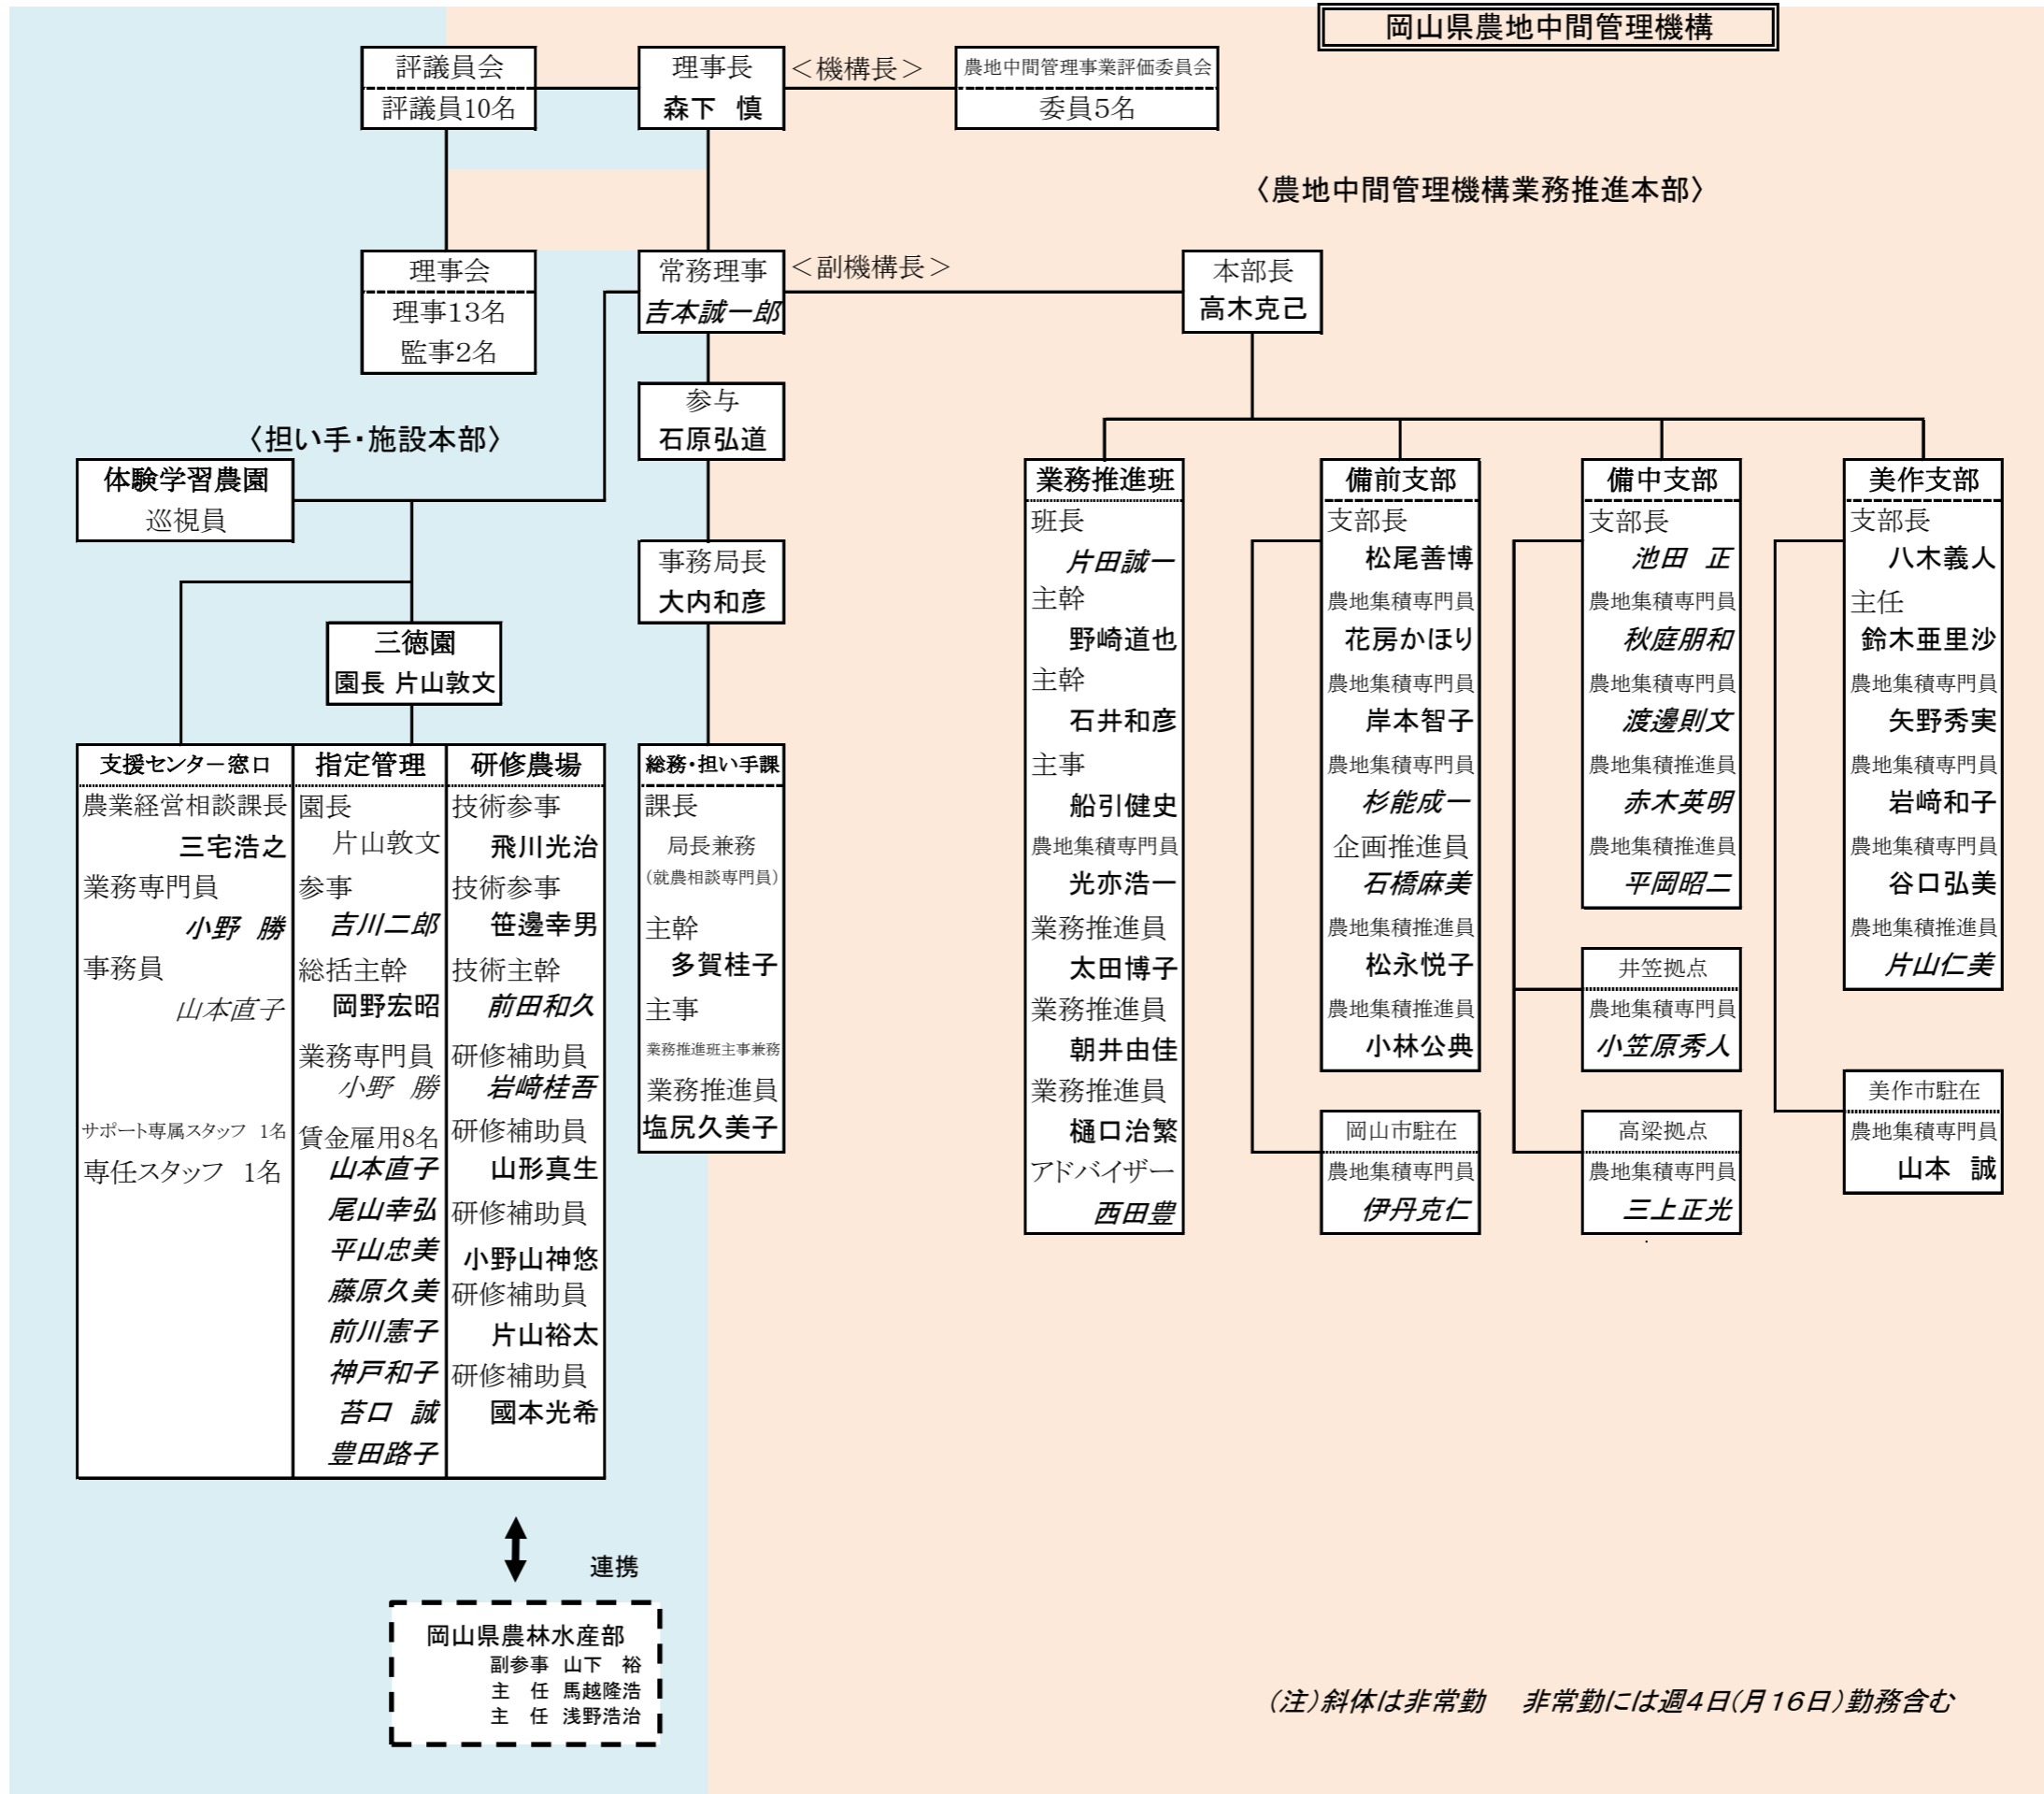 岡山県農地中間管理機構
評議員会
評議員10名
理事長
森下　慎
＜機構長＞
農地中間管理事業評価委員会
委員5名
〈農地中間管理機構業務推進本部〉
理事会
理事13名
監事2名
常務理事
吉本誠一郎
＜副機構長＞
本部長
高木克己
参与
石原弘道
〈担い手・施設本部〉
体験学習農園
巡視員
事務局長
大内和彦
三徳園
園長 片山敦文
支援センター窓口
農業経営相談課長
三宅浩之
業務専門員
小野　勝
事務員
山本直子
サポート専属スタッフ　1名
専任スタッフ　1名
指定管理
園長
片山敦文
参事
吉川二郎
総括主幹
岡野宏昭
業務専門員
小野　勝
賃金雇用8名
山本直子
尾山幸弘
平山忠美
藤原久美
前川憲子
神戸和子
苔口　誠
豊田路子
研修農場
技術参事
飛川光治
技術参事
笹邊幸男
技術主幹
前田和久
研修補助員
岩﨑桂吾
研修補助員
山形真生
研修補助員
小野山神悠
研修補助員
片山裕太
研修補助員
國本光希
総務・担い手課
課長
局長兼務
(就農相談専門員)
主幹
多賀桂子
主事
業務推進班主事兼務
業務推進員
塩尻久美子
業務推進班
班長
片田誠一
主幹
野崎道也
主幹
石井和彦
主事
船引健史
農地集積専門員
光亦浩一
業務推進員
太田博子
業務推進員
朝井由佳
業務推進員
樋口治繁
アドバイザー
西田豊
備前支部
支部長
松尾善博
農地集積専門員
花房かほり
農地集積専門員
岸本智子
農地集積専門員
杉能成一
企画推進員
石橋麻美
農地集積推進員
松永悦子
農地集積推進員
小林公典
岡山市駐在
農地集積専門員
伊丹克仁
備中支部
支部長
池田　正
農地集積専門員
秋庭朋和
農地集積専門員
渡邊則文
農地集積推進員
赤木英明
農地集積推進員
平岡昭二
井笠拠点
農地集積専門員
小笠原秀人
高梁拠点
農地集積専門員
三上正光
美作支部
支部長
八木義人
主任
鈴木亜里沙
農地集積専門員
矢野秀実
農地集積専門員
岩﨑和子
農地集積専門員
谷口弘美
農地集積推進員
片山仁美
美作市駐在
農地集積専門員
山本　誠
連携
岡山県農林水産部
副参事　山下　裕
主　任　馬越隆浩
主　任　浅野浩治
（注）斜体は非常勤　非常勤には週4日（月16日）勤務含む